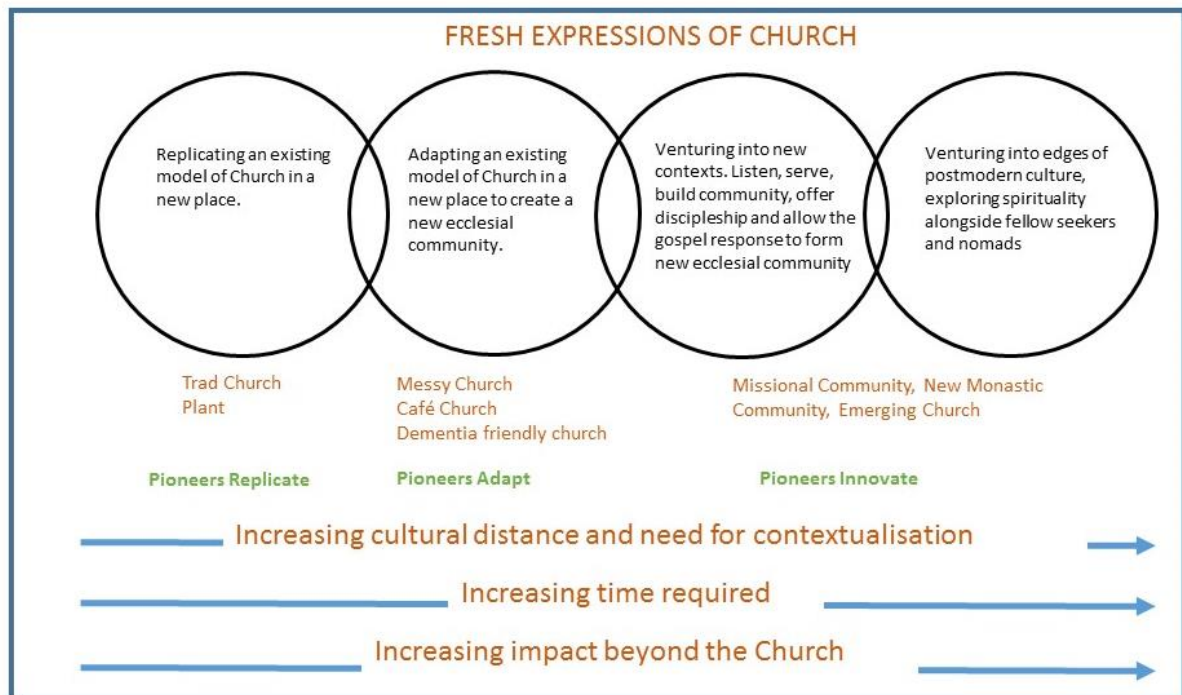 FRESH EXPRESSIONS OF CHURCH
Replicating an existing
model of Church in a
new place.
Adapting an existing
model of Church in a
new place to create a
new ecclesial
community.
Venturing into new
contexts. Listen, serve,
build community, offer
discipleship and allow the
gospel response to form
new ecclesial community
Venturing into edges of
postmodern culture,
exploring spirituality
alongside fellow seekers
and nomads
Trad Church
Plant
Messy Church
Café Church
Dementia friendly church
Missional Community, New Monastic
Community, Emerging Church
Pioneers Replicate
Pioneers Adapt
Pioneers Innovate
Increasing cultural distance and need for contextualisation
Increasing time required
Increasing impact beyond the Church